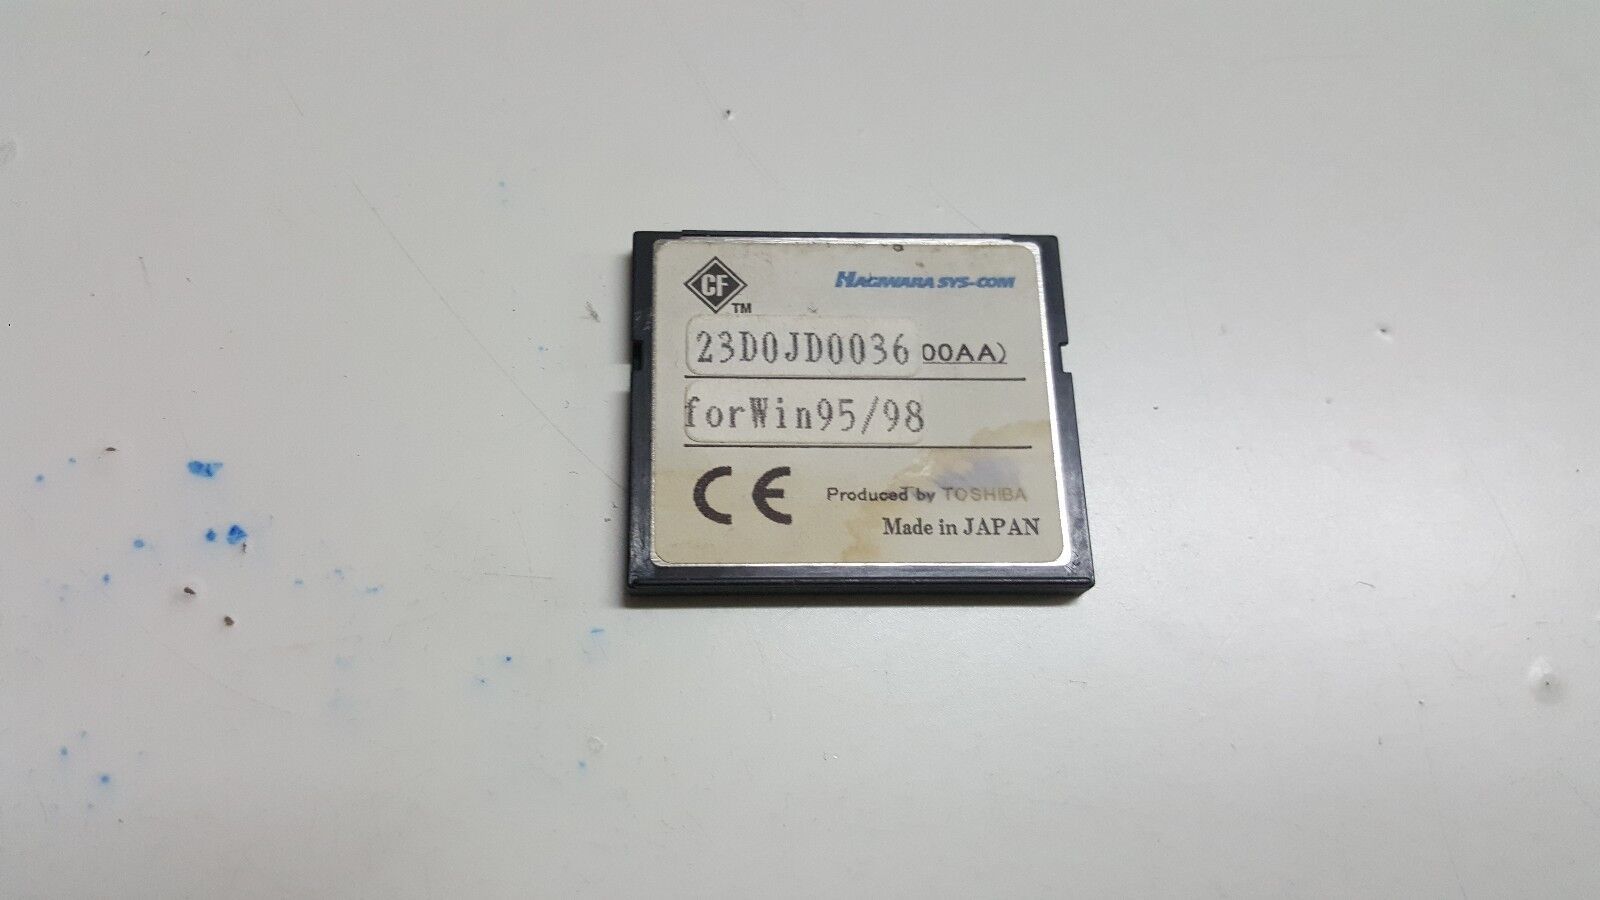 CF
TM
HAGIWARA SYS-COM
23D0JD0036 00AA)
forWin95/98
CE
Produced by TOSHIBA
Made in JAPAN